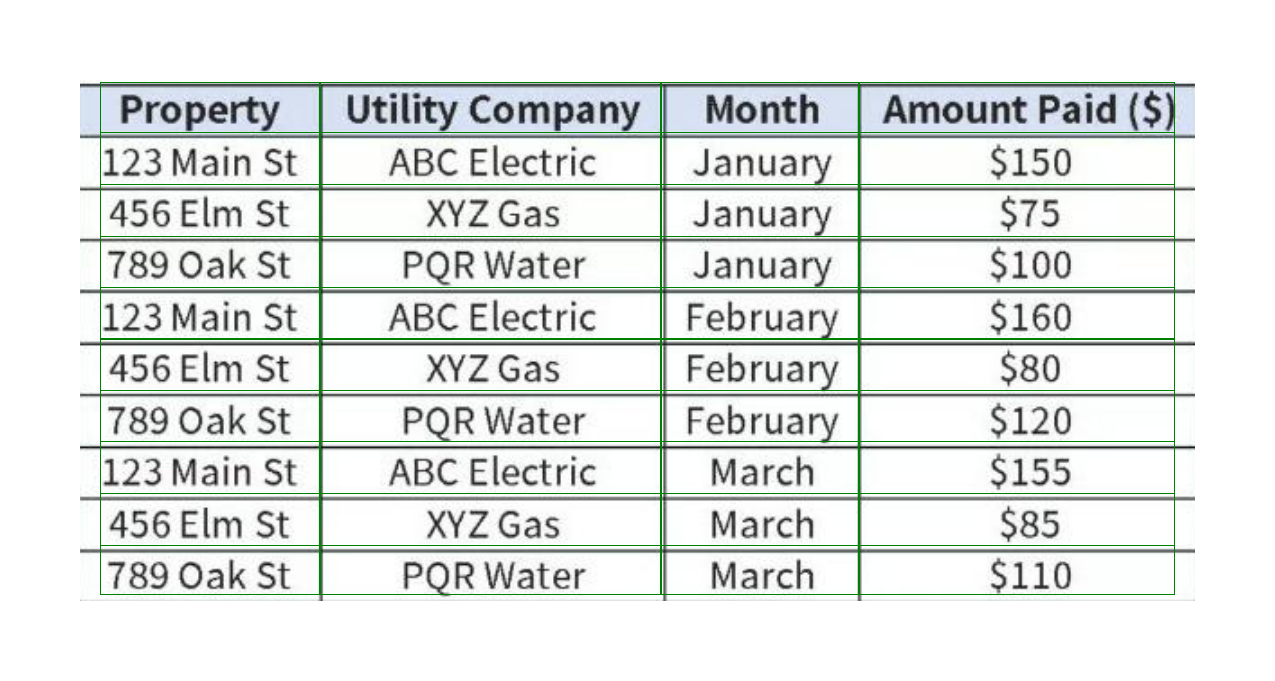 Property Utility Company Month Amount Paid ($)
123 Main St ABC Electric January $150
456 Elm St XYZ Gas January $75
789 Oak St PQR Water January $100
123 Main St ABC Electric February $160
456 Elm St XYZ Gas February $80
789 Oak St PQR Water February $120
123 Main St ABC Electric March $155
456 Elm St XYZ Gas March $85
789 Oak St PQR Water March $110